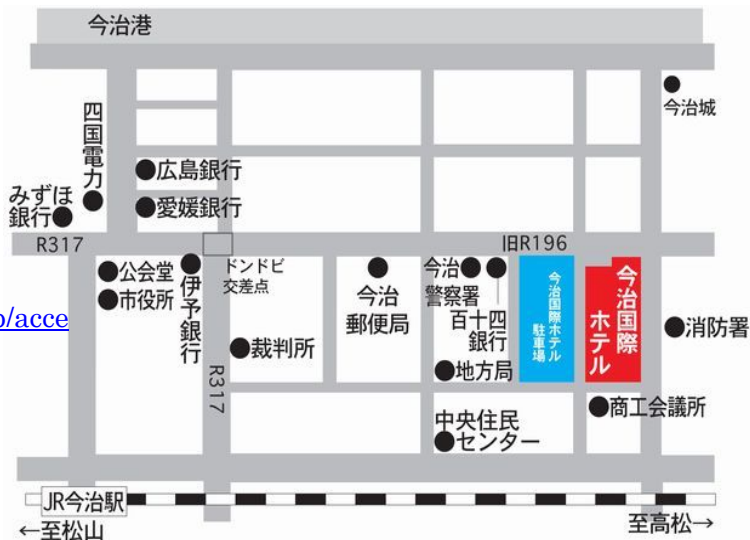 今治港
四国電力
今治城
広島銀行
みずほ
銀行
愛媛銀行
R317
旧R196
公会堂
市役所
伊予銀行
ドンドビ
交差点
今治
郵便局
今治
警察署
百十四
銀行
今治国際ホテル
駐車場
今治国際
ホテル
o/acce
裁判所
地方局
消防署
R317
商工会議所
中央住民
センター
JR今治駅
←至松山
至高松→